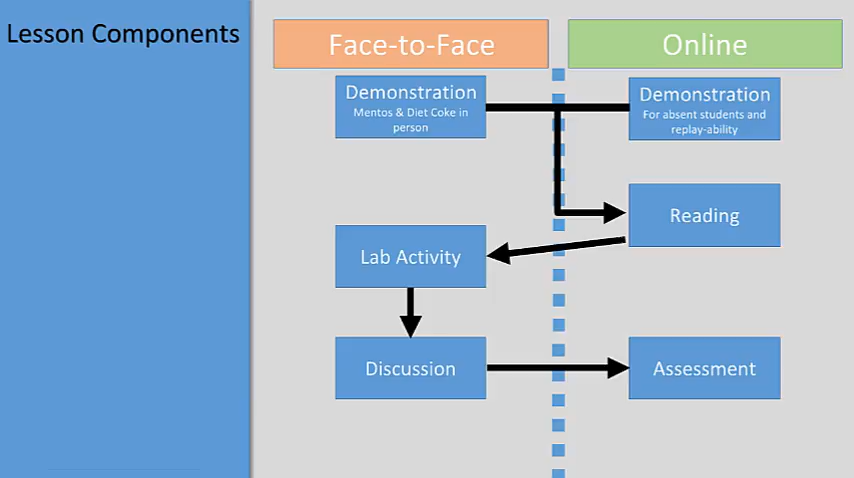 Lesson Components
Face-to-Face
Online
Demonstration
Mentos & Diet Coke in
person
Demonstration
For absent students and
replay-ability
Reading
Lab Activity
Discussion
Assessment